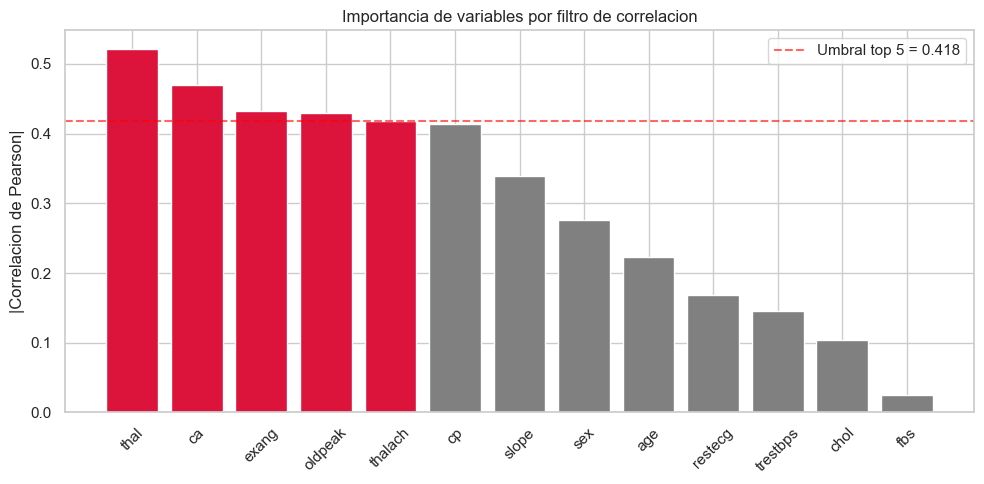 Importancia de variables por filtro de correlacion
Umbral top 5 = 0.418
|Correlacion de Pearson|
0.5
0.4
0.3
0.2
0.1
0.0
thal
ca
exang
oldpeak
thalach
cp
slope
sex
age
restecg
trestbps
chol
fbs